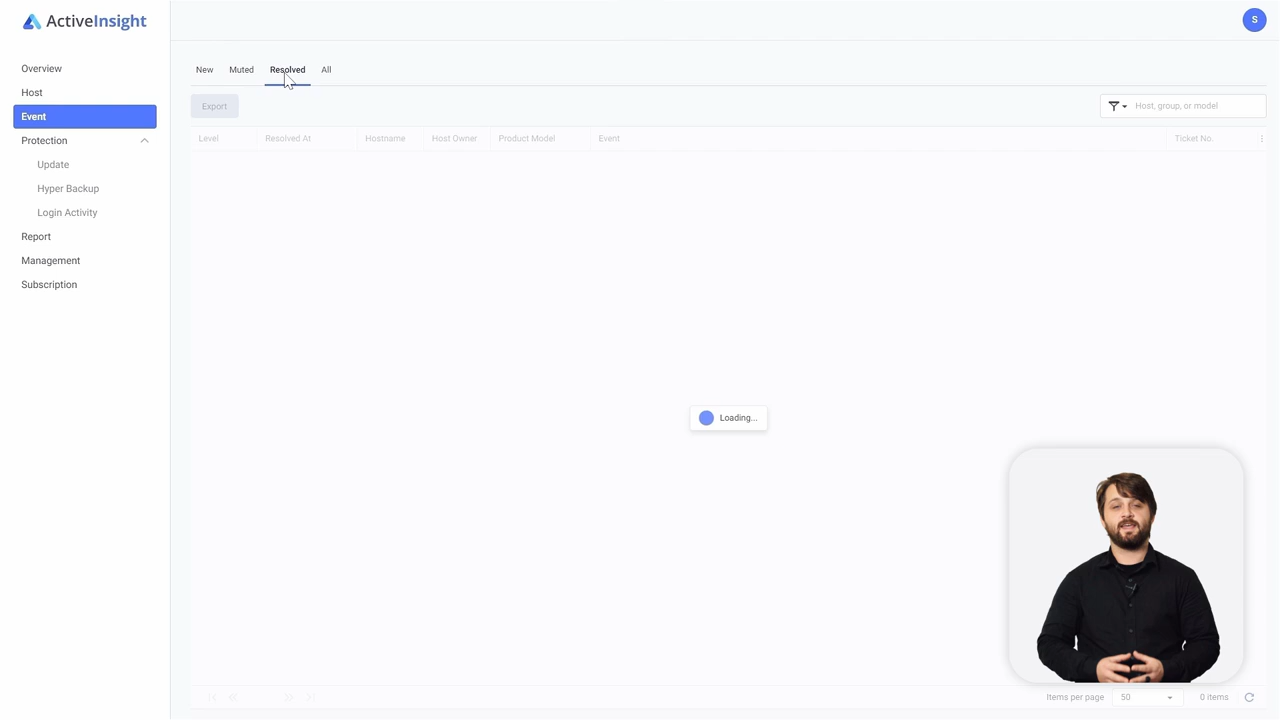 ActiveInsight
S
Overview
Host
Event
Protection
Update
Hyper Backup
Login Activity
Report
Management
Subscription
New Muted Resolved All
Export
Host, group, or model
Level Resolved At Hostname Host Owner Product Model Event Ticket No.
Loading...
Items per page 50 0 items